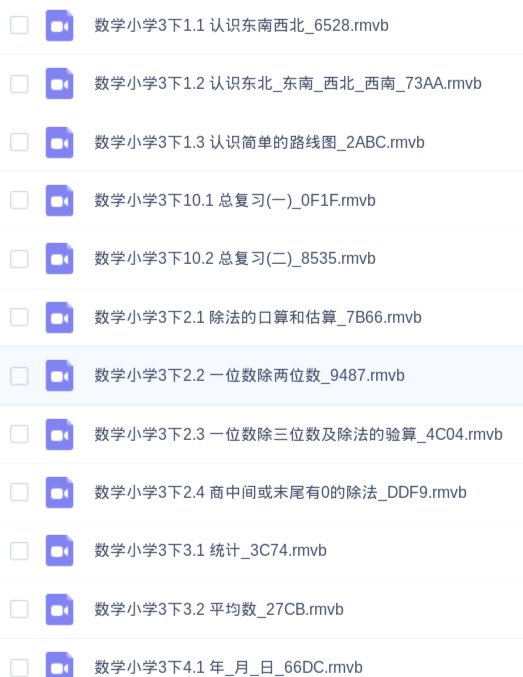 数学小学3下1.1 认识东南西北_6528.rmvb
数学小学3下1.2 认识东北_东南_西北_西南_73AA.rmvb
数学小学3下1.3 认识简单的路线图_2ABC.rmvb
数学小学3下10.1 总复习(一)_0F1F.rmvb
数学小学3下10.2 总复习(二)_8535.rmvb
数学小学3下2.1 除法的口算和估算_7B66.rmvb
数学小学3下2.2 一位数除两位数_9487.rmvb
数学小学3下2.3 一位数除三位数及除法的验算_4C04.rmvb
数学小学3下2.4 商中间或末尾有0的除法_DDF9.rmvb
数学小学3下3.1 统计_3C74.rmvb
数学小学3下3.2 平均数_27CB.rmvb
数学小学3下4.1 年_月_日_66DC.rmvb